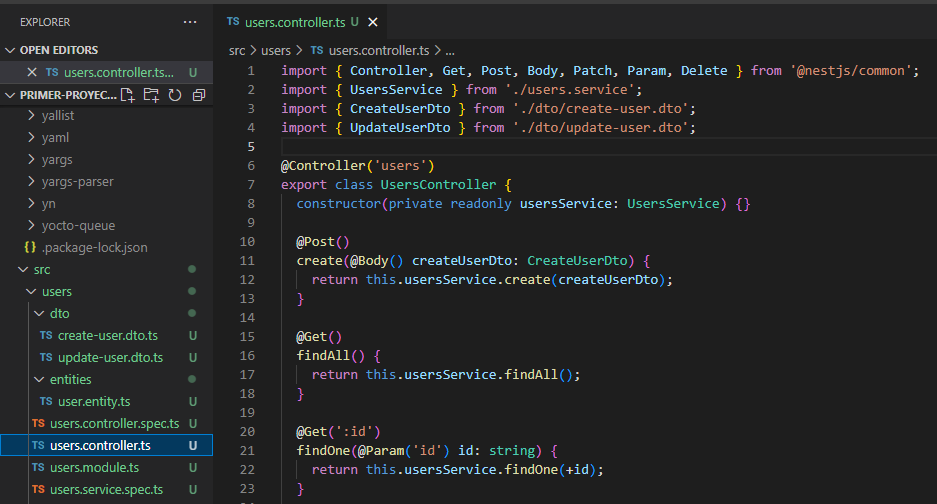 EXPLORER ...
OPEN EDITORS
TS users.controller.ts... U
PRIMER-PROYEC...
yallist
yaml
yargs
yargs-parser
yn
yocto-queue
{} .package-lock.json
src
users
dto
TS create-user.dto.ts U
TS update-user.dto.ts U
entities
TS user.entity.ts U
TS users.controller.spec.ts U
TS users.controller.ts U
TS users.module.ts U
TS users.service.spec.ts U
TS users.controller.ts U
src > users > TS users.controller.ts > ...
1 import { Controller, Get, Post, Body, Patch, Param, Delete } from '@nestjs/common';
2 import { UsersService } from './users.service';
3 import { CreateUserDto } from './dto/create-user.dto';
4 import { UpdateUserDto } from './dto/update-user.dto';
5
6 @Controller('users')
7 export class UsersController {
8 constructor(private readonly usersService: UsersService) {}
9
10 @Post()
11 create(@Body() createUserDto: CreateUserDto) {
12 return this.usersService.create(createUserDto);
13 }
14
15 @Get()
16 findAll() {
17 return this.usersService.findAll();
18 }
19
20 @Get(':id')
21 findOne(@Param('id') id: string) {
22 return this.usersService.findOne(+id);
23 }